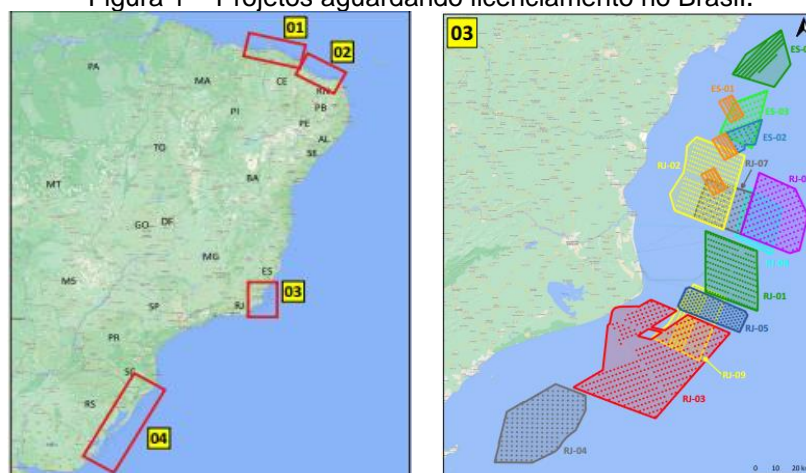 Figura 1 – Projetos aguardando licenciamento no Brasil.
01
02
PA
MA
CE
RN
PB
PI
PE
AL
SE
TO
BA
MT
GO
DF
MG
MS
ES
SP
RJ
03
PR
SC
RS
04
03
ES-01
ES-03
ES-02
RJ-02
RJ-07
RJ-01
RJ-05
RJ-09
RJ-03
RJ-04
0 10 20